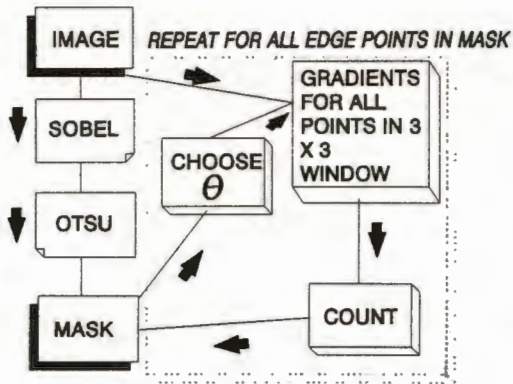 IMAGE
REPEAT FOR ALL EDGE POINTS IN MASK
GRADIENTS
FOR ALL
POINTS IN 3
X 3
WINDOW
SOBEL
CHOOSE
θ
OTSU
MASK
COUNT